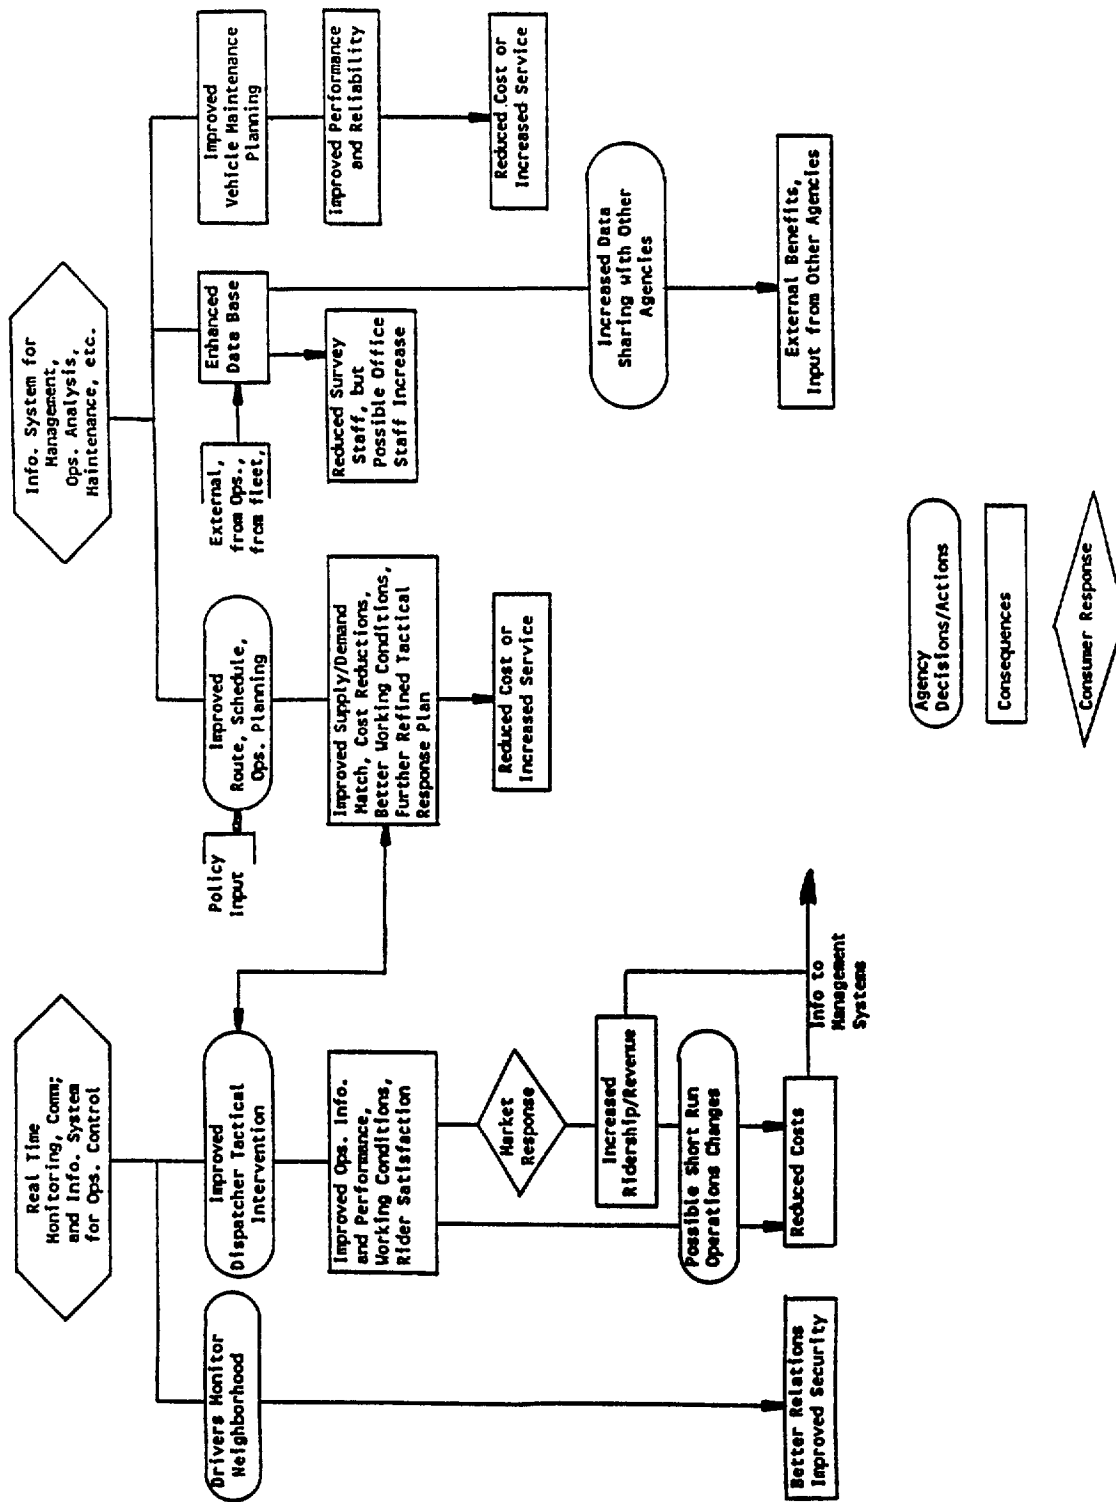 Real Time
Monitoring, Comm;
and Info. System
for Ops. Control
Info. System for
Management,
Ops. Analysis,
Maintenance, etc.
Drivers Monitor
Neighborhood
Improved
Dispatcher Tactical
Intervention
Policy
Input
Improved
Route, Schedule,
Ops. Planning
External,
from Ops.,
from fleet,
Enhanced
Data Base
Improved
Vehicle Maintenance
Planning
Improved Ops. Info.
and Performance,
Working Conditions,
Rider Satisfaction
Improved Supply/Demand
Match, Cost Reductions,
Better Working Conditions,
Further Refined Tactical
Response Plan
Reduced Survey
Staff, but
Possible Office
Staff Increase
Improved Performance
and Reliability
Market
Response
Reduced Cost or
Increased Service
Reduced Cost or
Increased Service
Increased
Ridership/Revenue
Increased Data
Sharing with Other
Agencies
Possible Short Run
Operations Changes
Better Relations
Improved Security
Reduced Costs
Info to
Management
Systems
External Benefits,
Input from Other Agencies
Agency
Decisions/Actions
Consequences
Consumer Response